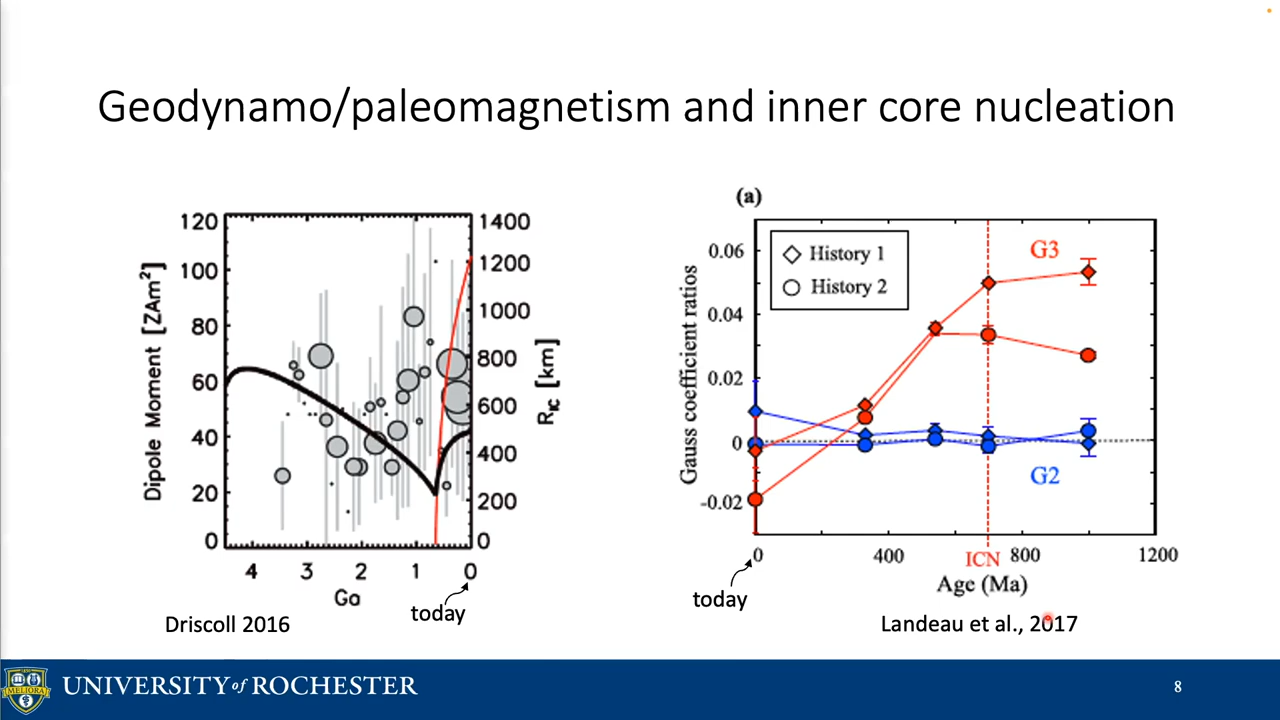 Geodynamo/paleomagnetism and inner core nucleation
120
100
80
60
40
20
0
Dipole Moment [ZAm²]
1400
1200
1000
800
600
400
200
0
R_IC [km]
4 3 2 1 0
Ga
today
Driscoll 2016
(a)
History 1
History 2
G3
G2
0.06
0.04
0.02
0
-0.02
Gauss coefficient ratios
0 400 ICN 800 1200
Age (Ma)
today
Landeau et al., 2017
MELIORA
UNIVERSITY of ROCHESTER
8